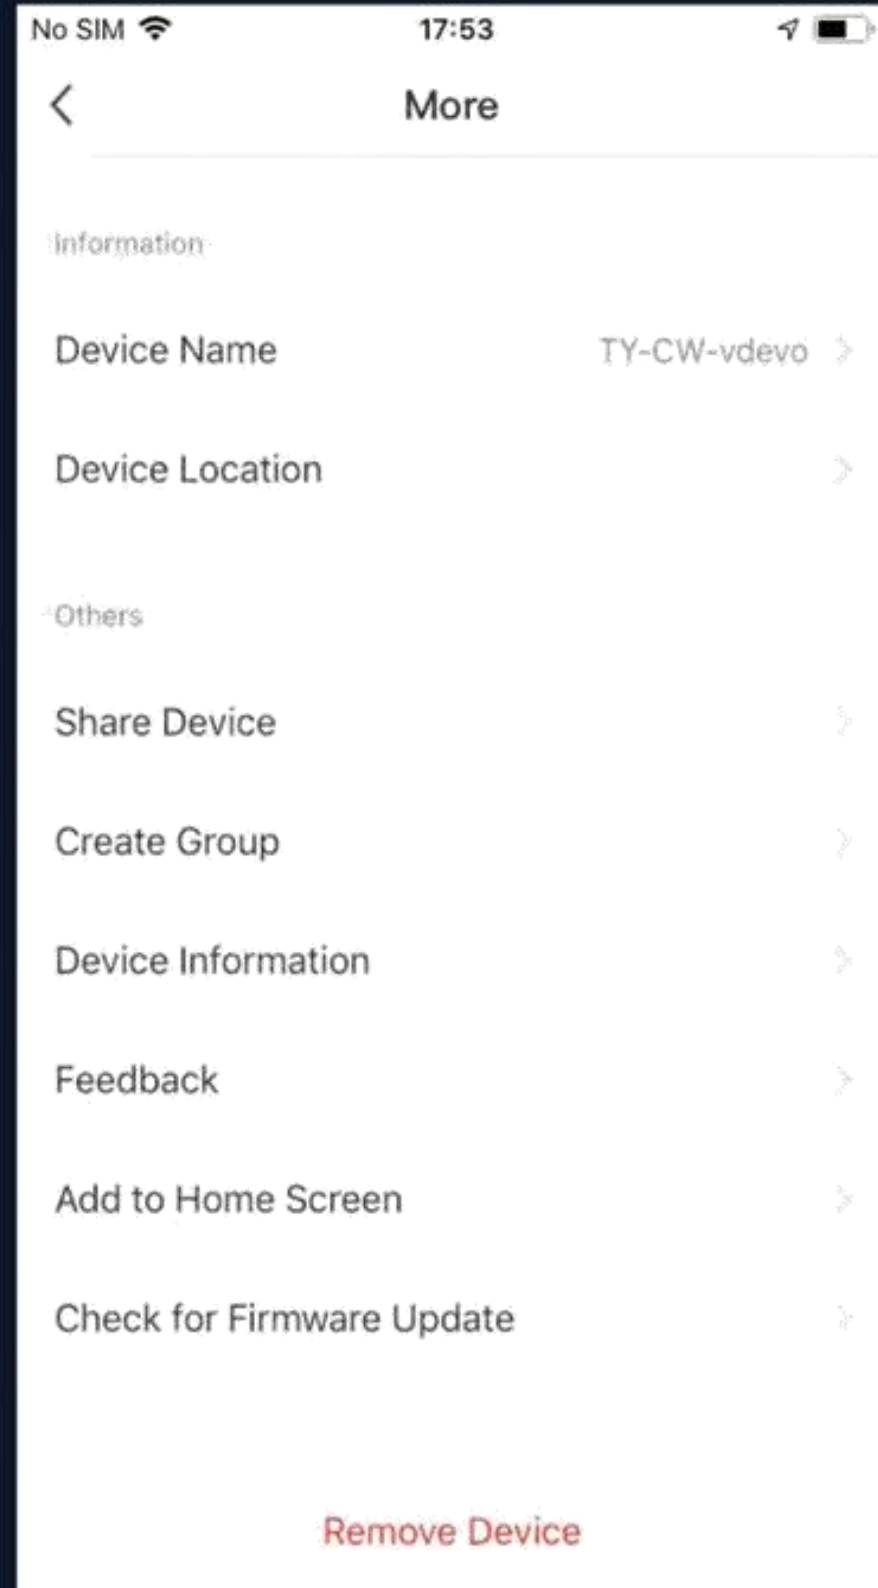 No SIM 17:53
More
Information
Device Name TY-CW-vdevo
Device Location
Others
Share Device
Create Group
Device Information
Feedback
Add to Home Screen
Check for Firmware Update
Remove Device